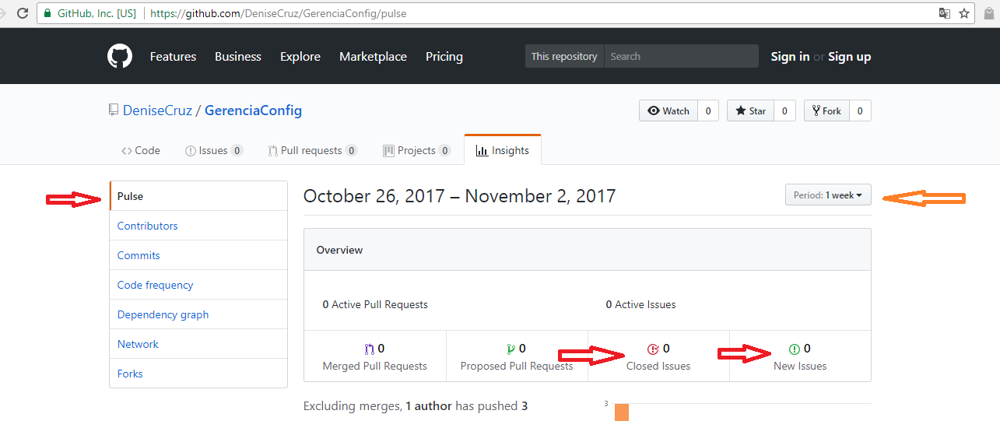 GitHub, Inc. [US] https://github.com/DeniseCruz/GerenciaConfig/pulse
Features Business Explore Marketplace Pricing This repository Search Sign in or Sign up
DeniseCruz / GerenciaConfig Watch 0 Star 0 Fork 0
Code Issues 0 Pull requests 0 Projects 0 Insights
Pulse
Contributors
Commits
Code frequency
Dependency graph
Network
Forks
October 26, 2017 – November 2, 2017 Period: 1 week
Overview
0 Active Pull Requests 0 Active Issues
0 0 0 0
Merged Pull Requests Proposed Pull Requests Closed Issues New Issues
Excluding merges, 1 author has pushed 3 3